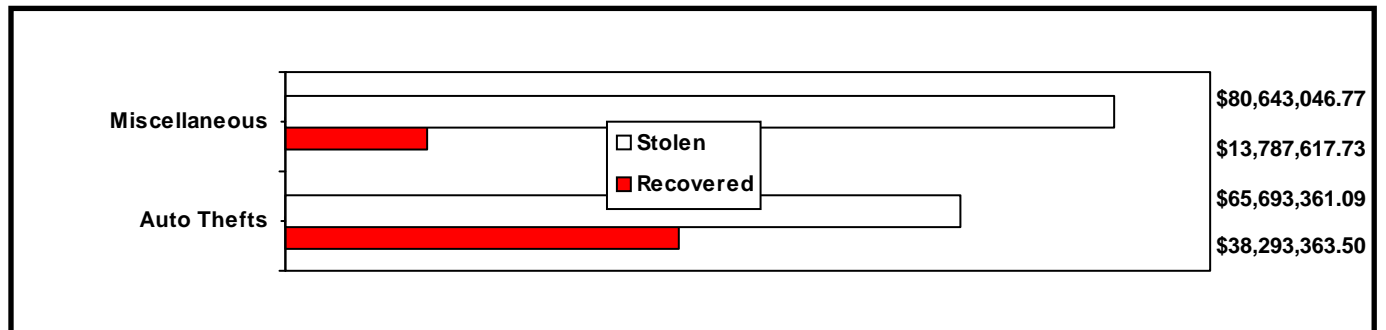 Miscellaneous
Auto Thefts
Stolen
Recovered
$80,643,046.77
$13,787,617.73
$65,693,361.09
$38,293,363.50